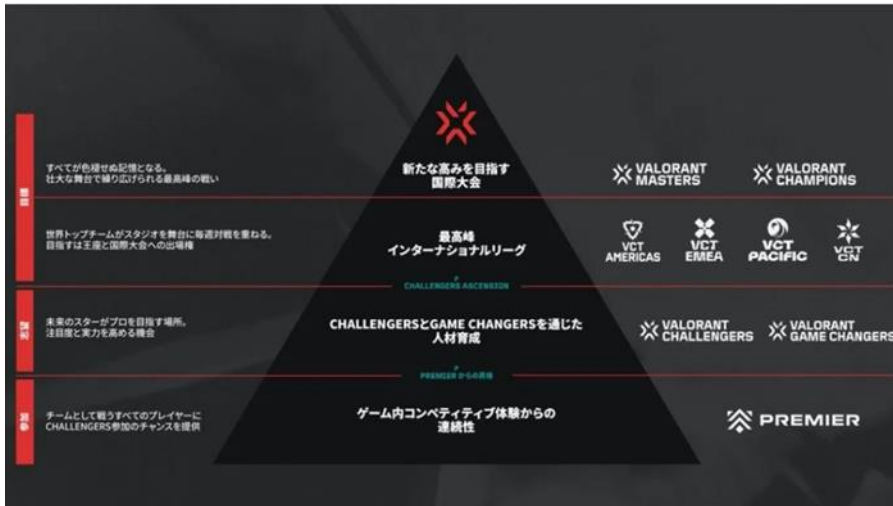 すべてが色褪せぬ記憶となる。
壮大な舞台で繰り広げられる最高峰の戦い
新たな高みを目指す
国際大会
VALORANT
MASTERS
VALORANT
CHAMPIONS
目標
世界トップチームがスタジオを舞台に毎週対戦を重ねる。
目指すは王座と国際大会への出場権
最高峰
インターナショナルリーグ
VCT
AMERICAS
VCT
EMEA
VCT
PACIFIC
VCT
CN
CHALLENGERS ASCENSION
志望
未来のスターがプロを目指す場所。
注目度と実力を高める機会
CHALLENGERSとGAME CHANGERSを通じた
人材育成
VALORANT
CHALLENGERS
VALORANT
GAME CHANGERS
PREMIER からの昇格
参加
チームとして戦うすべてのプレイヤーに
CHALLENGERS参加のチャンスを提供
ゲーム内コンペティティブ体験からの
連続性
PREMIER